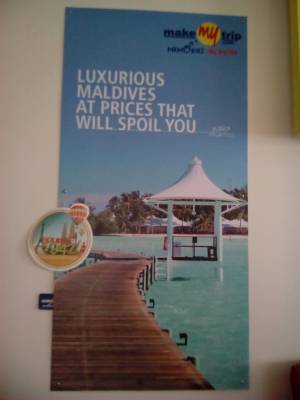 make my trip
LUXURIOUS
MALDIVES
AT PRICES THAT
WILL SPOIL YOU